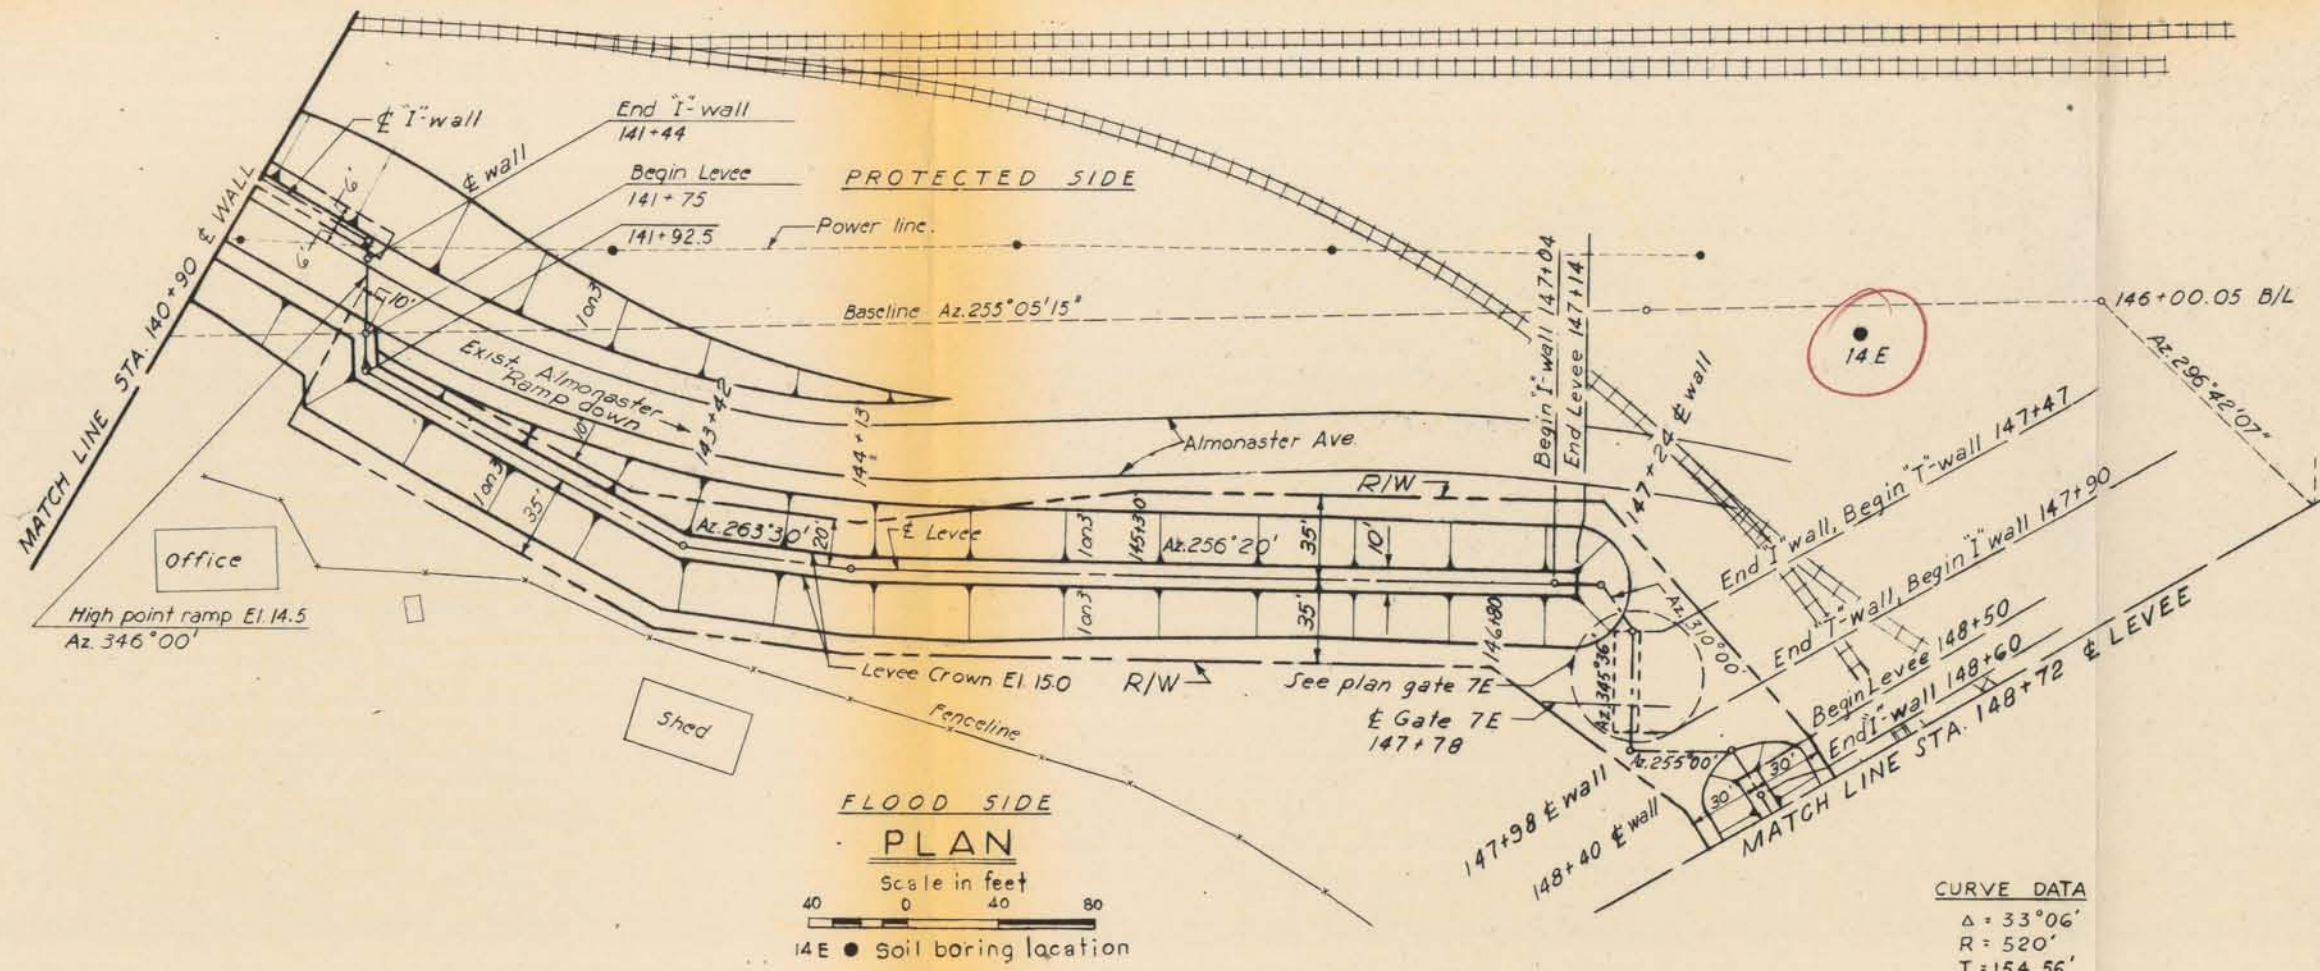 ℄ "I"-wall
End "I"-wall
141+44
℄ wall
Begin Levee
141+75
141+92.5
PROTECTED SIDE
Power line.
6'
6'
10'
MATCH LINE STA. 140+90 ℄ WALL
1 on 3
Baseline Az. 255°05'15"
Begin "I"-wall 147+04
End Levee 147+14
146+00.05 B/L
14 E
Az. 296°42'07"
Exist. Almonaster
Ramp down
10'
143+42
144+13
Almonaster Ave.
147+24 ℄ wall
End "I" wall, Begin "T"-wall 147+47
End "T"-wall, Begin "I" wall 147+90
Begin Levee 148+50
End "I"-wall 148+60
MATCH LINE STA. 148+72 ℄ LEVEE
R/W
1 on 3
35'
Az. 263°30'
20'
℄ Levee
1 on 3
145+30
Az. 256°20'
35'
10'
1 on 3
35'
146+80
Az. 310°00'
Az. 345°36'
Office
High point ramp El. 14.5
Az. 346°00'
Levee Crown El. 15.0
R/W
See plan gate 7E
℄ Gate 7E
147+78
Shed
Fenceline
Az. 255°00'
30'
30'
147+98 ℄ wall
148+40 ℄ wall
FLOOD SIDE
PLAN
Scale in feet
40 0 40 80
14 E ● Soil boring location
CURVE DATA
Δ = 33°06'
R = 520'
T = 154.56'